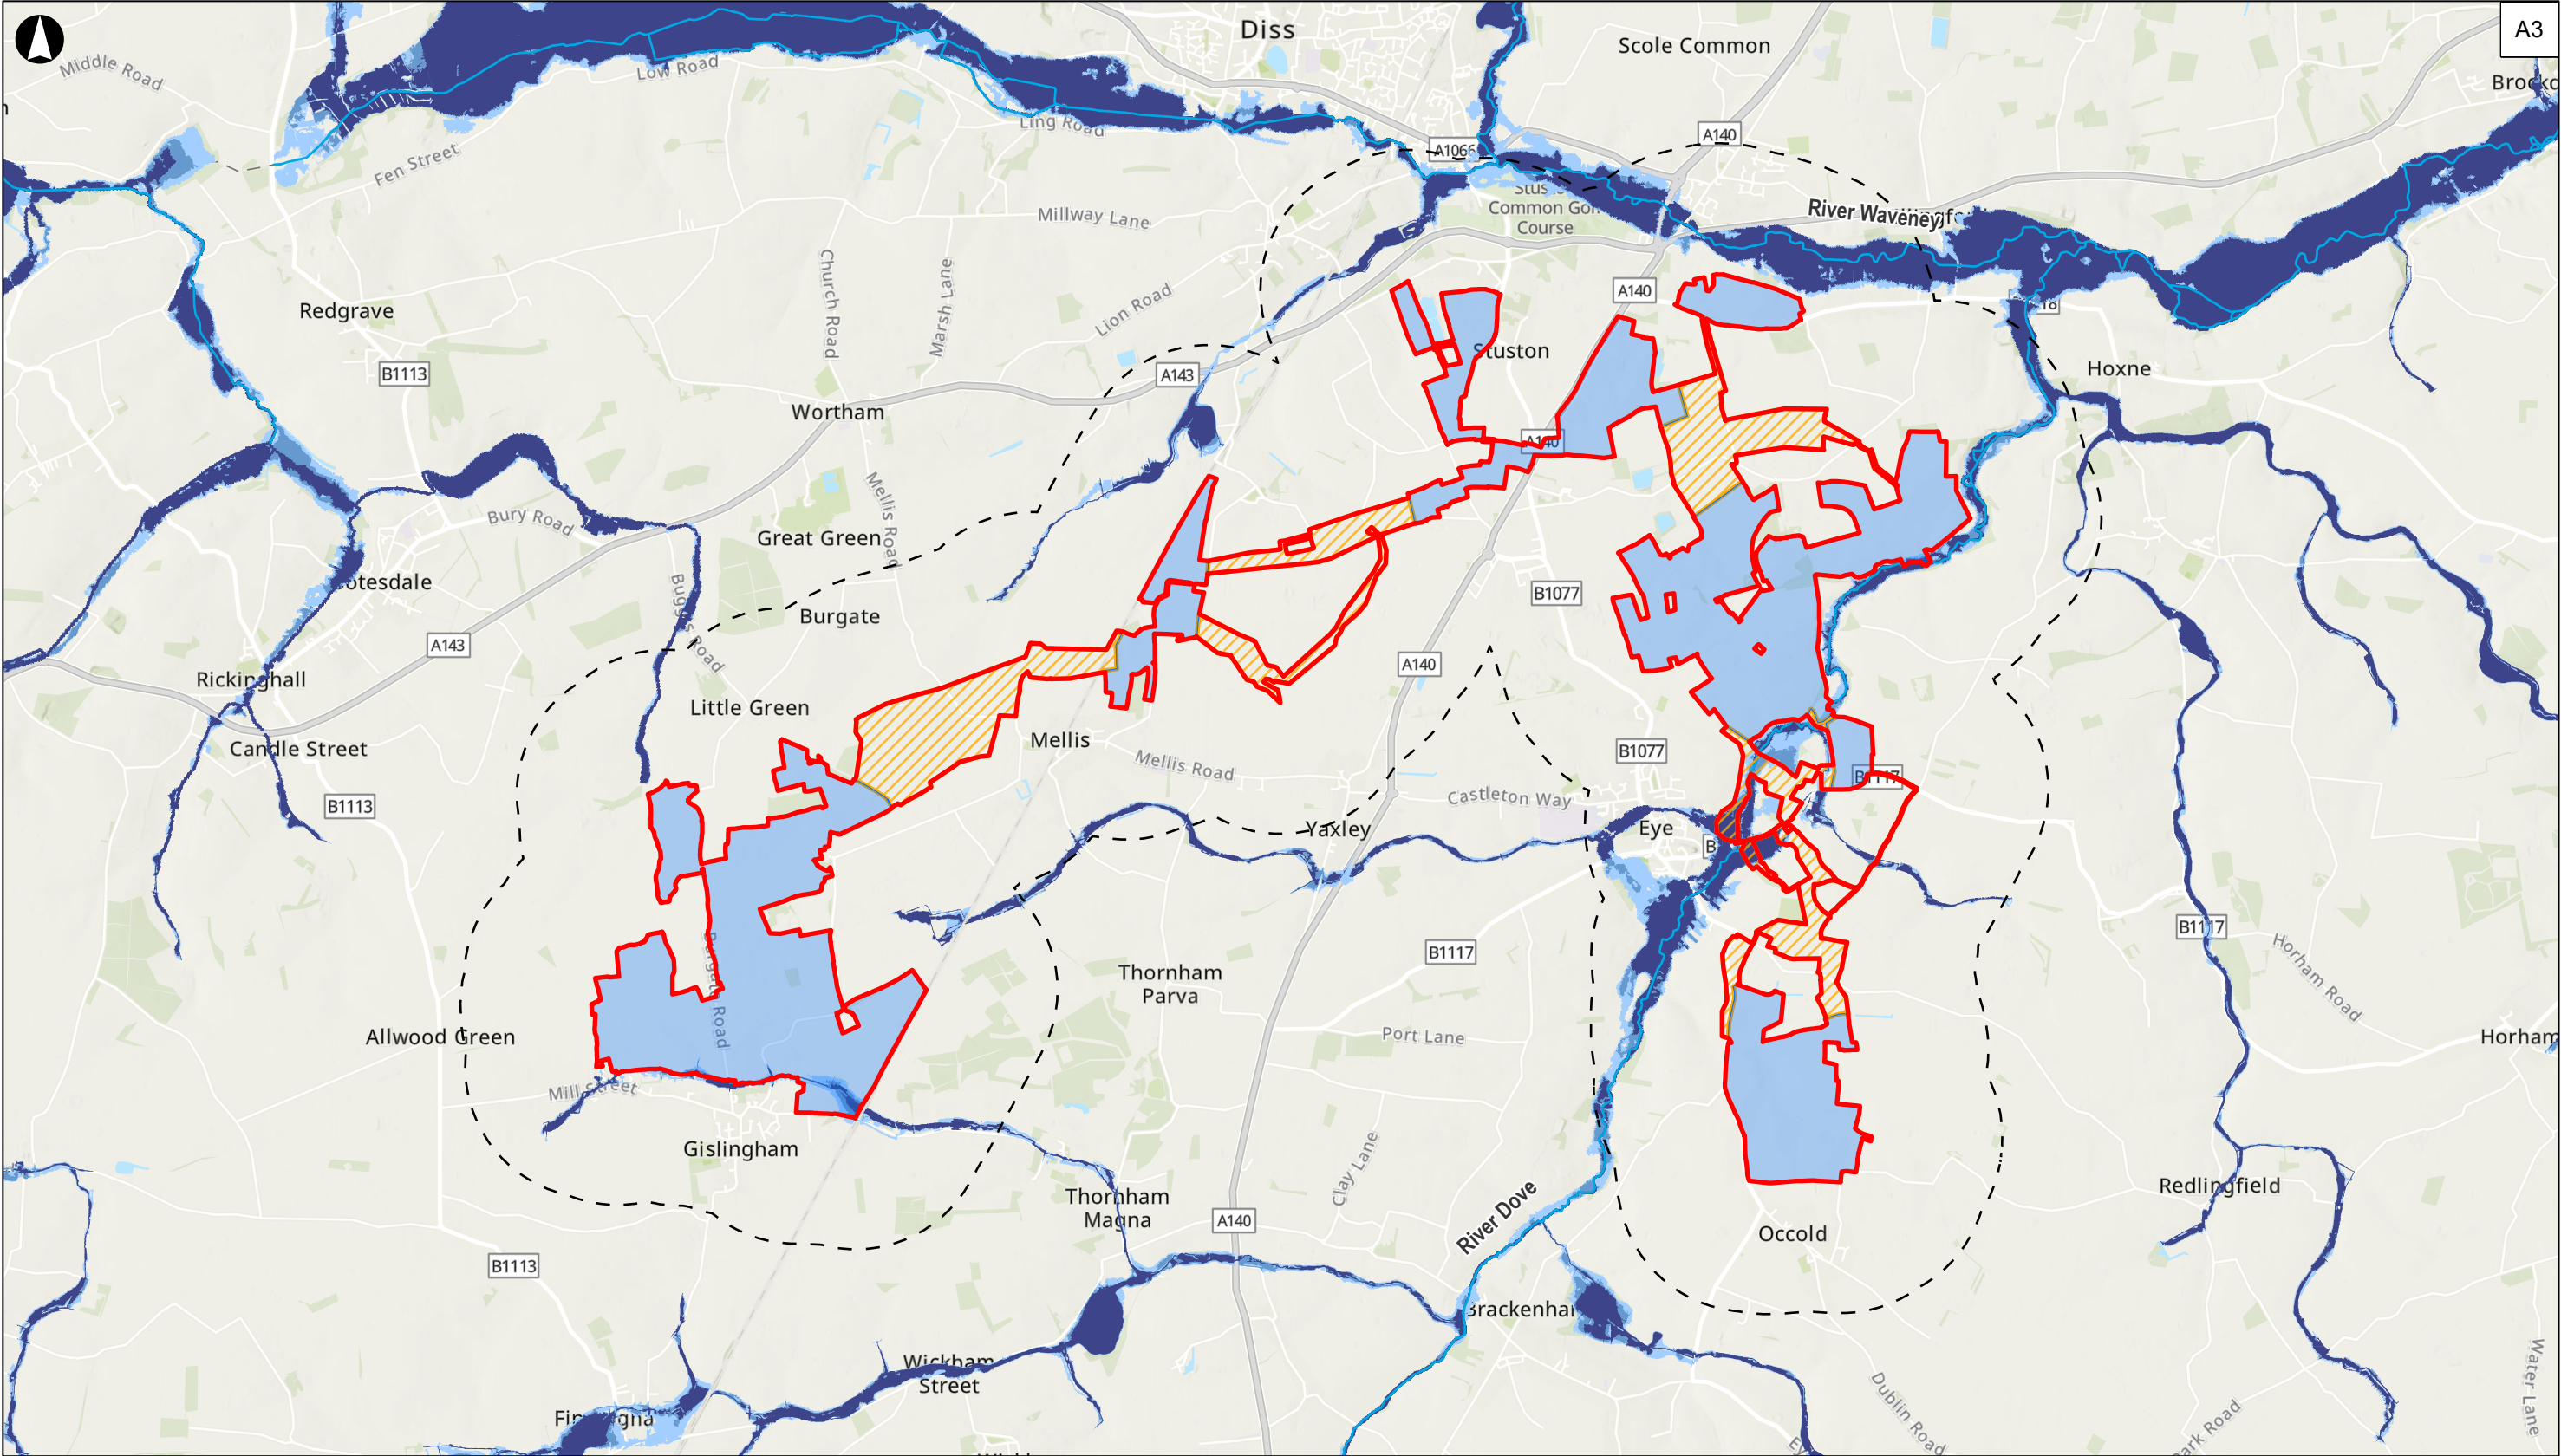 Diss
Scole Common
A3
Middle Road
Low Road
Ling Road
A140
A1066
Fen Street
Millway Lane
Common Golf
Course
River Waveney
Church Road
Marsh Lane
Lion Road
A140
Redgrave
Stuston
Hoxne
B1113
A143
Wortham
A140
Mellis Road
Bury Road
Great Green
B1077
Burgate
A143
A140
Rickinghall
Little Green
Candle Street
Mellis
Mellis Road
B1077
B1117
B1113
Castleton Way
Yaxley
Eye
B1117
B1117
Horham Road
Burgate Road
Thornham
Parva
Allwood Green
Port Lane
Horham
Mill Street
Gislingham
Clay Lane
Redlingfield
Thornham
Magna
A140
River Dove
Occold
B1113
Wickham
Street
Dublin Road
Water Lane